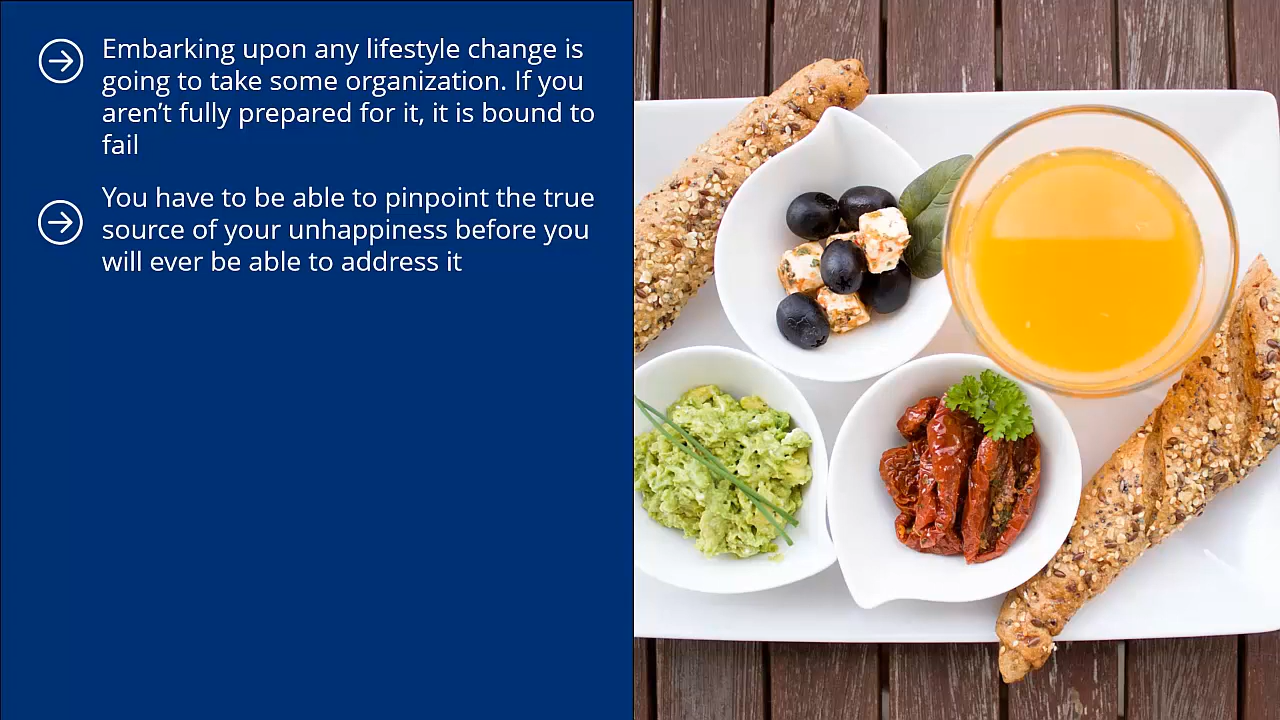 Embarking upon any lifestyle change is
going to take some organization. If you
aren’t fully prepared for it, it is bound to
fail
You have to be able to pinpoint the true
source of your unhappiness before you
will ever be able to address it